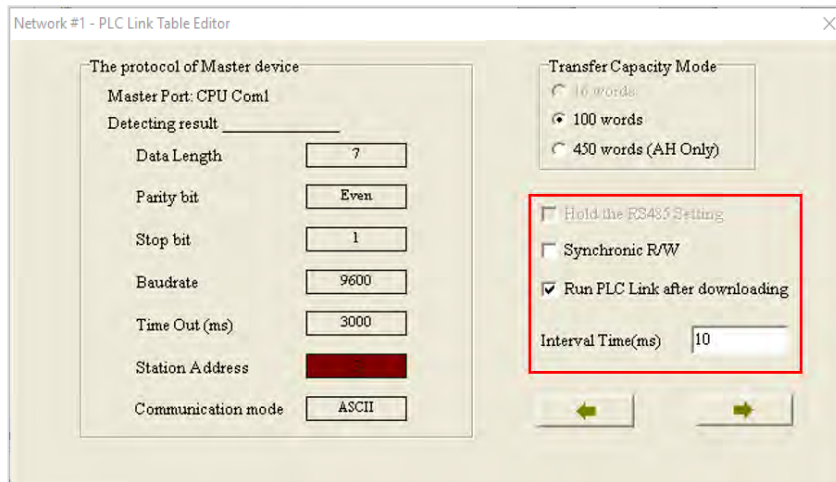 Network #1 - PLC Link Table Editor
The protocol of Master device
Master Port: CPU Com1
Detecting result
Data Length 7
Parity bit Even
Stop bit 1
Baudrate 9600
Time Out (ms) 3000
Station Address
Communication mode ASCII
Transfer Capacity Mode
16 words
100 words
450 words (AH Only)
Hold the RS485 Setting
Synchronic R/W
Run PLC Link after downloading
Interval Time(ms) 10